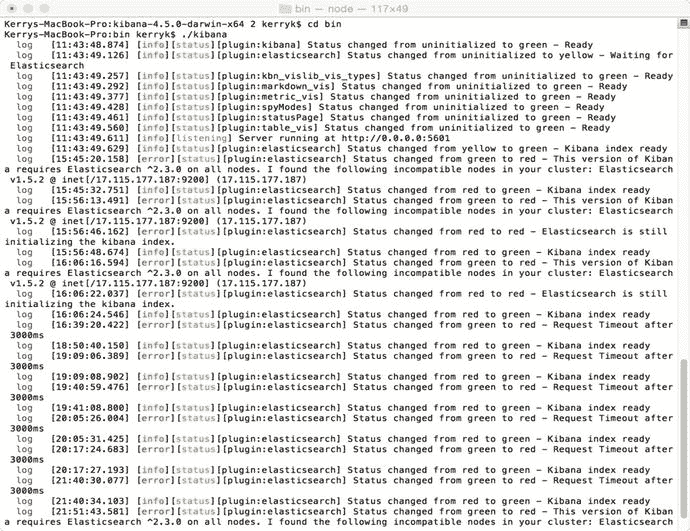 bin — node — 117×49
Kerrys-MacBook-Pro:kibana-4.5.0-darwin-x64 2 kerryk$ cd bin
Kerrys-MacBook-Pro:bin kerryk$ ./kibana
log [11:43:48.874] [info][status][plugin:kibana] Status changed from uninitialized to green – Ready
log [11:43:49.126] [info][status][plugin:elasticsearch] Status changed from uninitialized to yellow – Waiting for
Elasticsearch
log [11:43:49.257] [info][status][plugin:kbn_vislib_vis_types] Status changed from uninitialized to green – Ready
log [11:43:49.292] [info][status][plugin:markdown_vis] Status changed from uninitialized to green – Ready
log [11:43:49.377] [info][status][plugin:metric_vis] Status changed from uninitialized to green – Ready
log [11:43:49.428] [info][status][plugin:spyModes] Status changed from uninitialized to green – Ready
log [11:43:49.461] [info][status][plugin:statusPage] Status changed from uninitialized to green – Ready
log [11:43:49.560] [info][status][plugin:table_vis] Status changed from uninitialized to green – Ready
log [11:43:49.611] [info][listening] Server running at http://0.0.0.0:5601
log [11:43:49.629] [info][status][plugin:elasticsearch] Status changed from yellow to green – Kibana index ready
log [15:45:20.158] [error][status][plugin:elasticsearch] Status changed from green to red – This version of Kiban
a requires Elasticsearch ^2.3.0 on all nodes. I found the following incompatible nodes in your cluster: Elasticsearch
v1.5.2 @ inet[/17.115.177.187:9200] (17.115.177.187)
log [15:45:32.751] [info][status][plugin:elasticsearch] Status changed from red to green – Kibana index ready
log [15:56:13.491] [error][status][plugin:elasticsearch] Status changed from green to red – This version of Kiban
a requires Elasticsearch ^2.3.0 on all nodes. I found the following incompatible nodes in your cluster: Elasticsearch
v1.5.2 @ inet[/17.115.177.187:9200] (17.115.177.187)
log [15:56:46.162] [error][status][plugin:elasticsearch] Status changed from red to red – Elasticsearch is still
initializing the kibana index.
log [15:56:48.674] [info][status][plugin:elasticsearch] Status changed from red to green – Kibana index ready
log [16:06:16.594] [error][status][plugin:elasticsearch] Status changed from green to red – This version of Kiban
a requires Elasticsearch ^2.3.0 on all nodes. I found the following incompatible nodes in your cluster: Elasticsearch
v1.5.2 @ inet[/17.115.177.187:9200] (17.115.177.187)
log [16:06:22.037] [error][status][plugin:elasticsearch] Status changed from red to red – Elasticsearch is still
initializing the kibana index.
log [16:06:24.546] [info][status][plugin:elasticsearch] Status changed from red to green – Kibana index ready
log [16:39:20.422] [error][status][plugin:elasticsearch] Status changed from green to red – Request Timeout after
3000ms
log [18:50:40.150] [info][status][plugin:elasticsearch] Status changed from red to green – Kibana index ready
log [19:09:06.389] [error][status][plugin:elasticsearch] Status changed from green to red – Request Timeout after
3000ms
log [19:09:08.902] [info][status][plugin:elasticsearch] Status changed from red to green – Kibana index ready
log [19:40:59.476] [error][status][plugin:elasticsearch] Status changed from green to red – Request Timeout after
3000ms
log [19:41:08.800] [info][status][plugin:elasticsearch] Status changed from red to green – Kibana index ready
log [20:05:26.004] [error][status][plugin:elasticsearch] Status changed from green to red – Request Timeout after
3000ms
log [20:05:31.425] [info][status][plugin:elasticsearch] Status changed from red to green – Kibana index ready
log [20:17:24.683] [error][status][plugin:elasticsearch] Status changed from green to red – Request Timeout after
3000ms
log [20:17:27.193] [info][status][plugin:elasticsearch] Status changed from red to green – Kibana index ready
log [21:40:30.077] [error][status][plugin:elasticsearch] Status changed from green to red – Request Timeout after
3000ms
log [21:40:34.103] [info][status][plugin:elasticsearch] Status changed from red to green – Kibana index ready
log [21:51:43.581] [error][status][plugin:elasticsearch] Status changed from green to red – This version of Kiban
a requires Elasticsearch ^2.3.0 on all nodes. I found the following incompatible nodes in your cluster: Elasticsearch